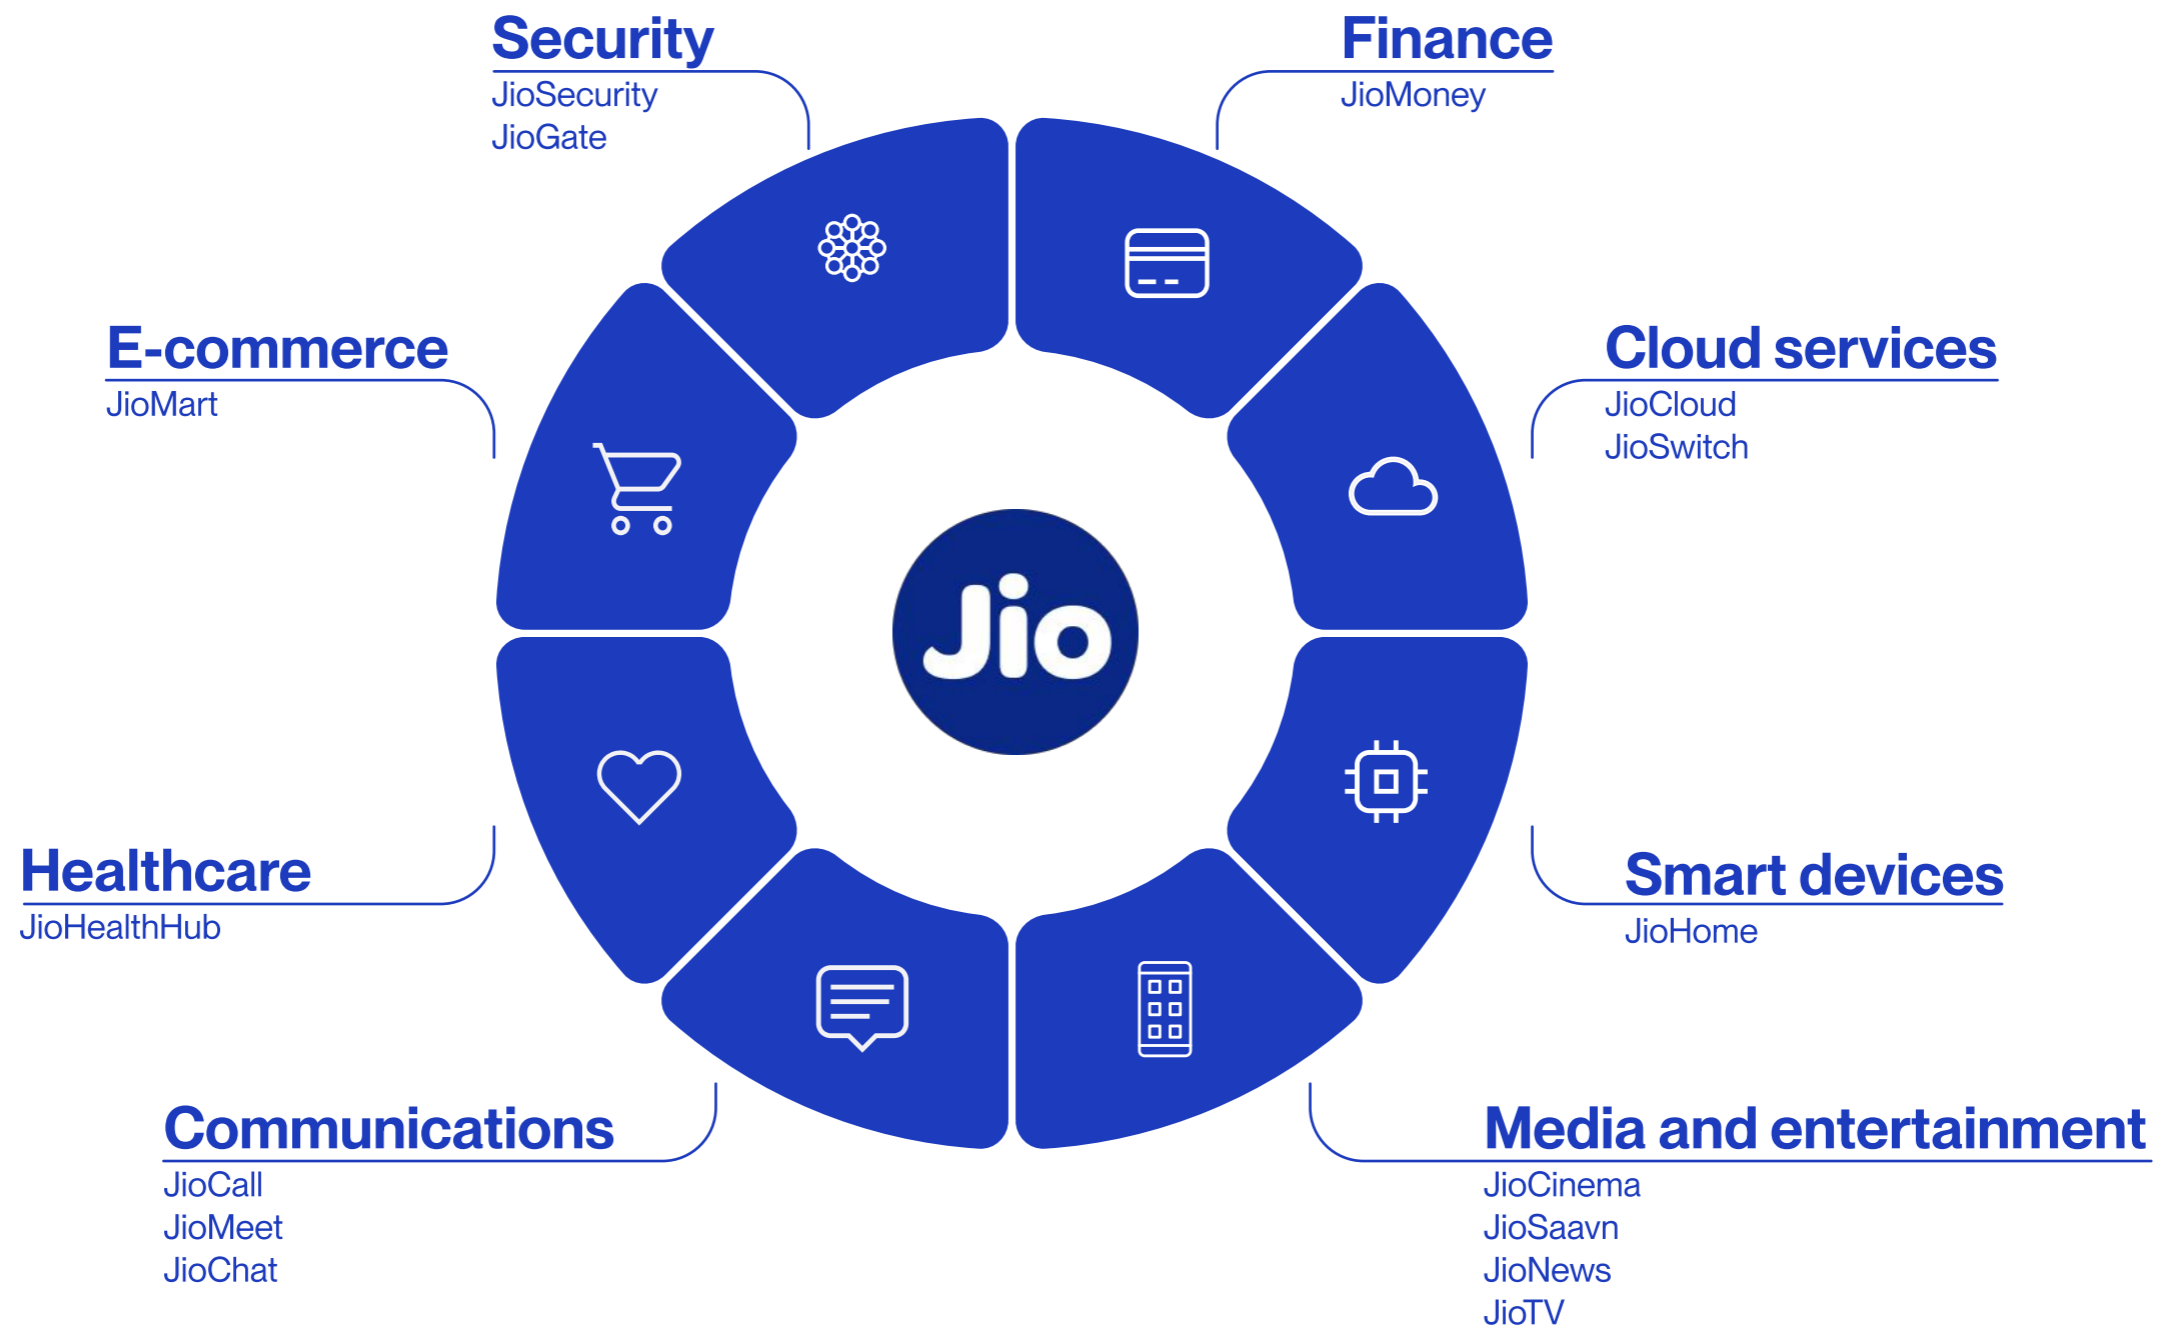 Security
JioSecurity
JioGate
Finance
JioMoney
E-commerce
JioMart
Cloud services
JioCloud
JioSwitch
Jio
Healthcare
JioHealthHub
Smart devices
JioHome
Communications
JioCall
JioMeet
JioChat
Media and entertainment
JioCinema
JioSaavn
JioNews
JioTV